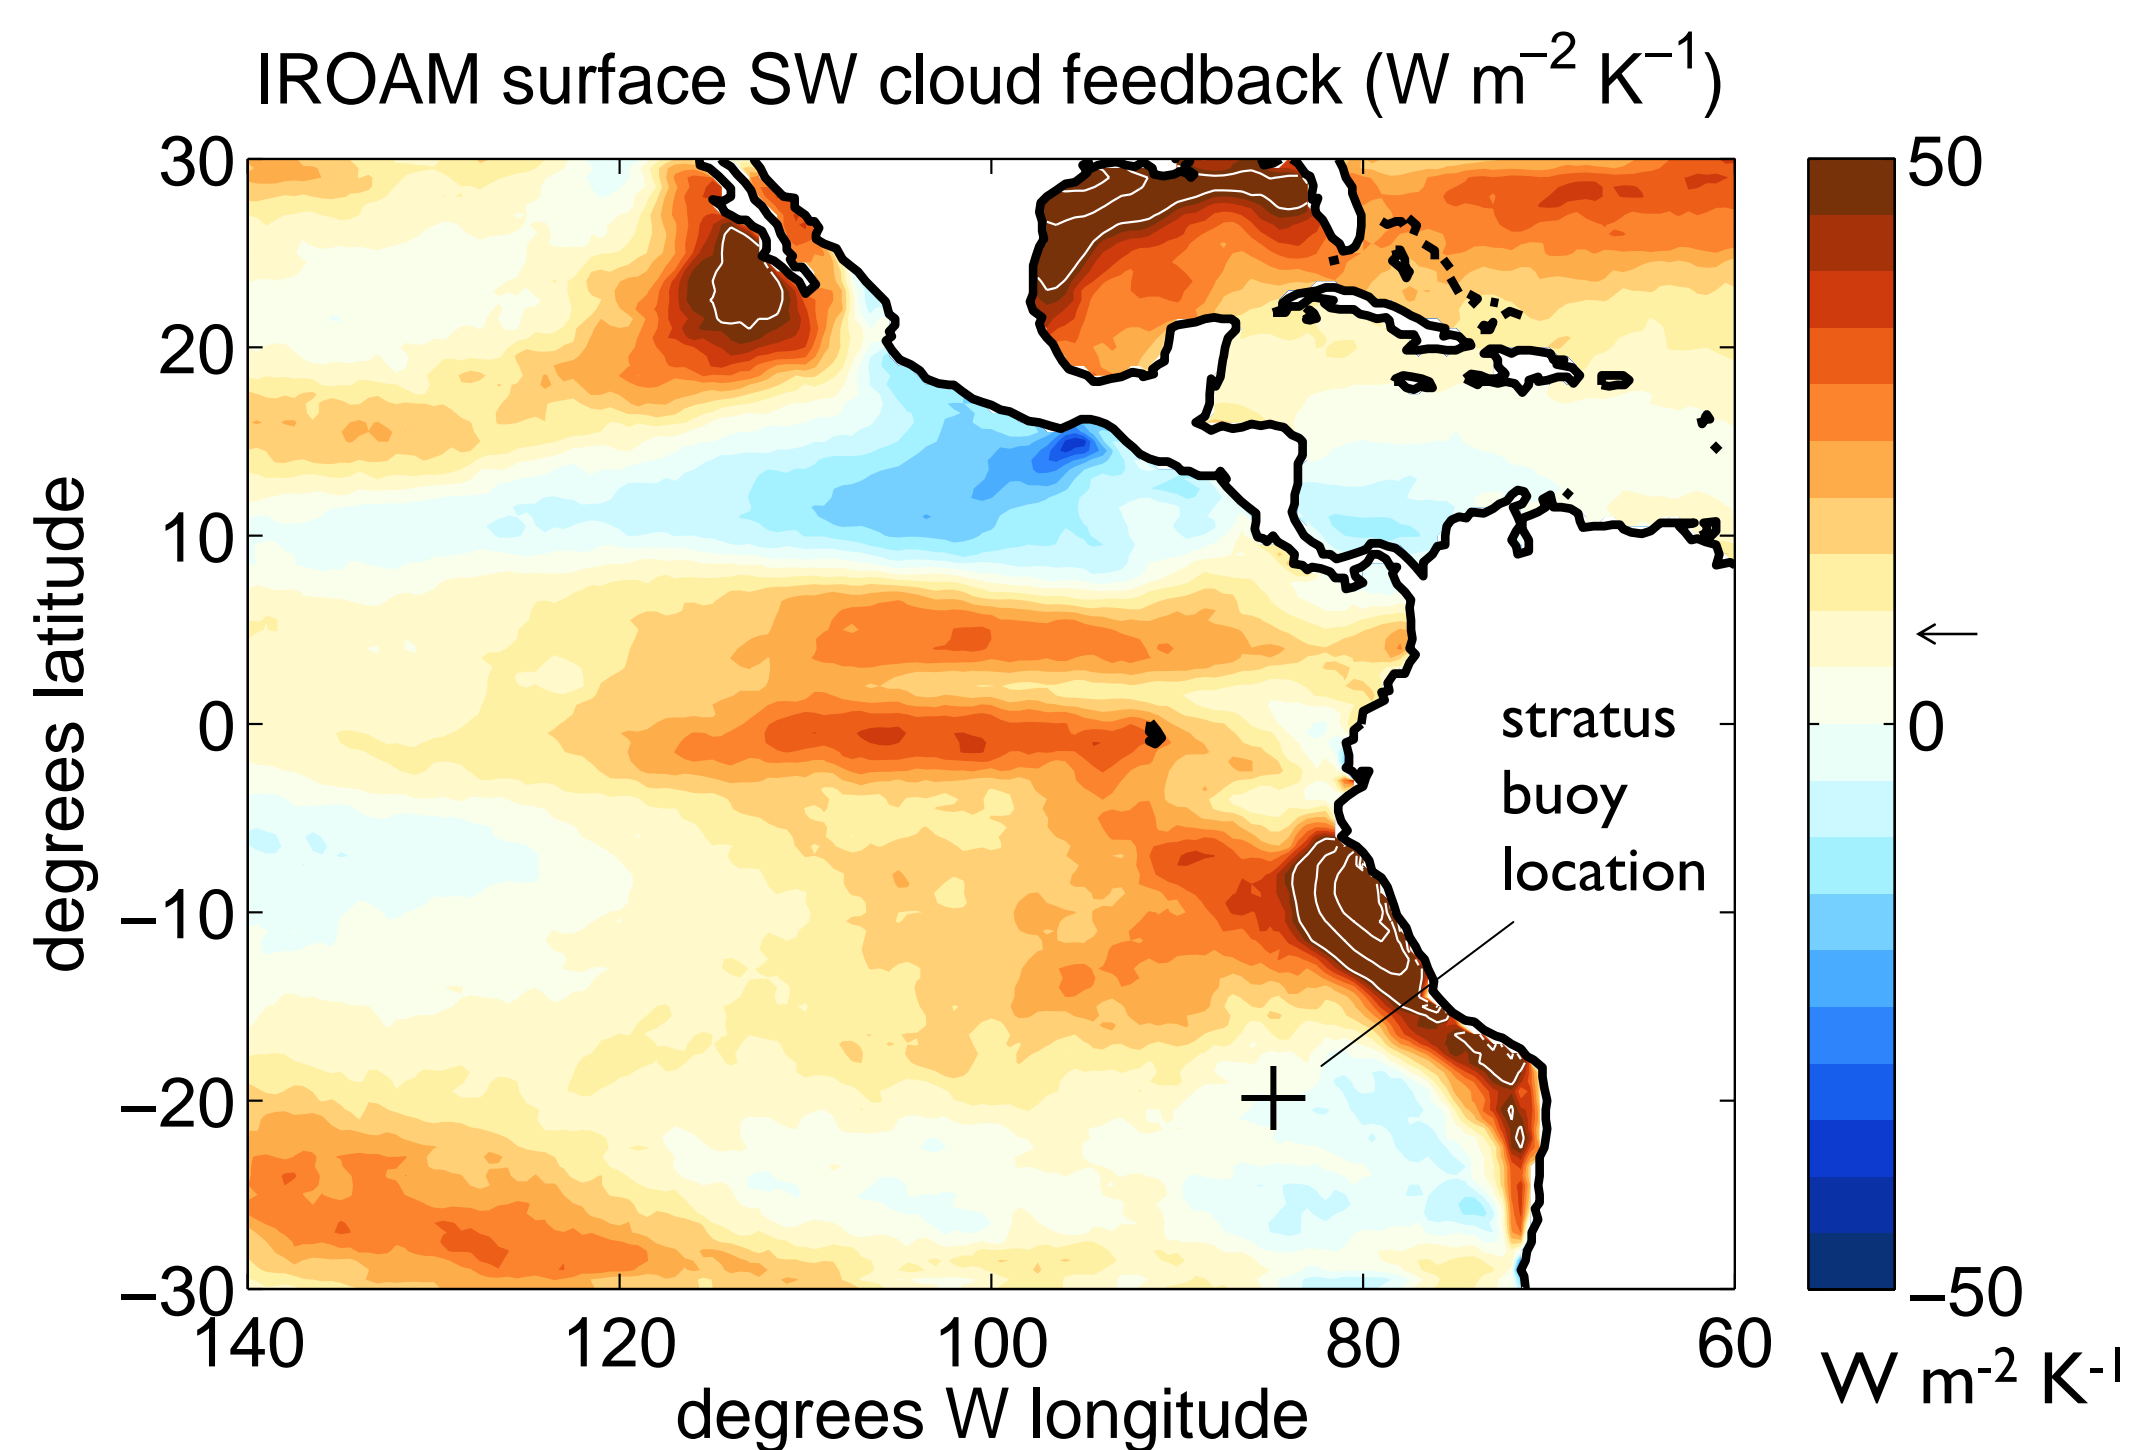 IROAM surface SW cloud feedback (W m⁻² K⁻¹)
30
20
10
0
−10
−20
−30
140
120
100
80
60
degrees latitude
degrees W longitude
stratus
buoy
location
50
0
−50
W m⁻² K⁻¹